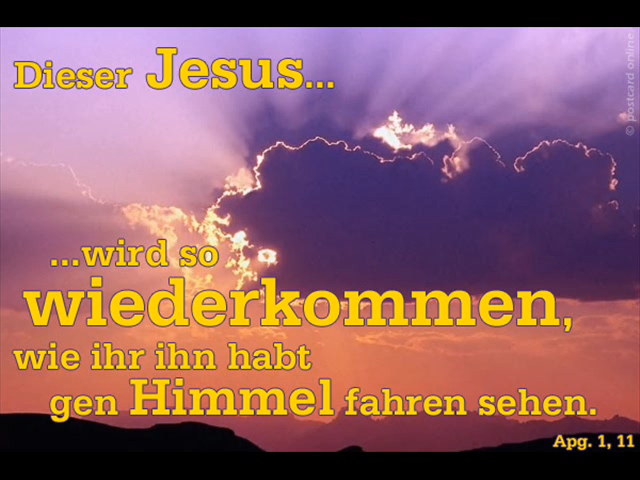 Dieser Jesus...
...wird so
wiederkommen,
wie ihr ihn habt
gen Himmel fahren sehen.
Apg. 1, 11
© postcard online